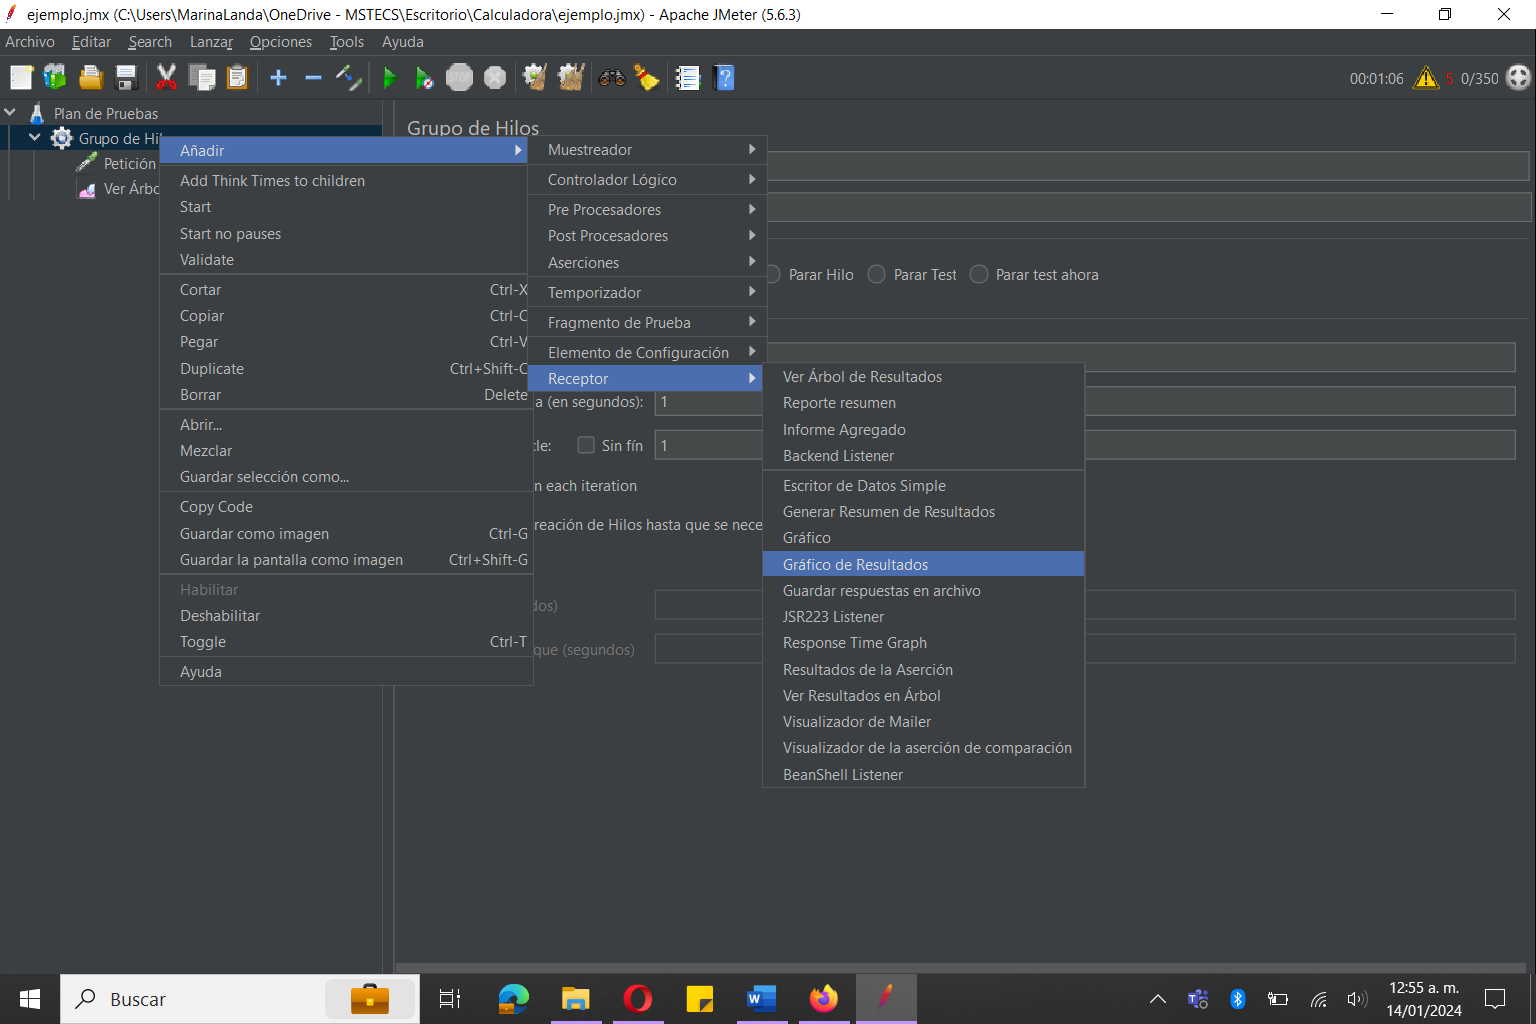 ejemplo.jmx (C:\Users\MarinaLanda\OneDrive - MSTECS\Escritorio\Calculadora\ejemplo.jmx) - Apache JMeter (5.6.3)
Archivo Editar Search Lanzar Opciones Tools Ayuda
STOP
00:01:06 5 0/350
Plan de Pruebas
Grupo de Hi
Petición
Ver Árbo
Grupo de Hilos
Añadir
Add Think Times to children
Start
Start no pauses
Validate
Cortar Ctrl-X
Copiar Ctrl-C
Pegar Ctrl-V
Duplicate Ctrl+Shift-C
Borrar Delete
Abrir...
Mezclar
Guardar selección como...
Copy Code
Guardar como imagen Ctrl-G
Guardar la pantalla como imagen Ctrl+Shift-G
Habilitar
Deshabilitar
Toggle Ctrl-T
Ayuda
Muestreador
Controlador Lógico
Pre Procesadores
Post Procesadores
Aserciones
Temporizador
Fragmento de Prueba
Elemento de Configuración
Receptor
Parar Hilo Parar Test Parar test ahora
a (en segundos): 1
cle: Sin fín 1
n each iteration
reación de Hilos hasta que se nece
dos)
que (segundos)
Ver Árbol de Resultados
Reporte resumen
Informe Agregado
Backend Listener
Escritor de Datos Simple
Generar Resumen de Resultados
Gráfico
Gráfico de Resultados
Guardar respuestas en archivo
JSR223 Listener
Response Time Graph
Resultados de la Aserción
Ver Resultados en Árbol
Visualizador de Mailer
Visualizador de la aserción de comparación
BeanShell Listener
Buscar
12:55 a. m.
14/01/2024